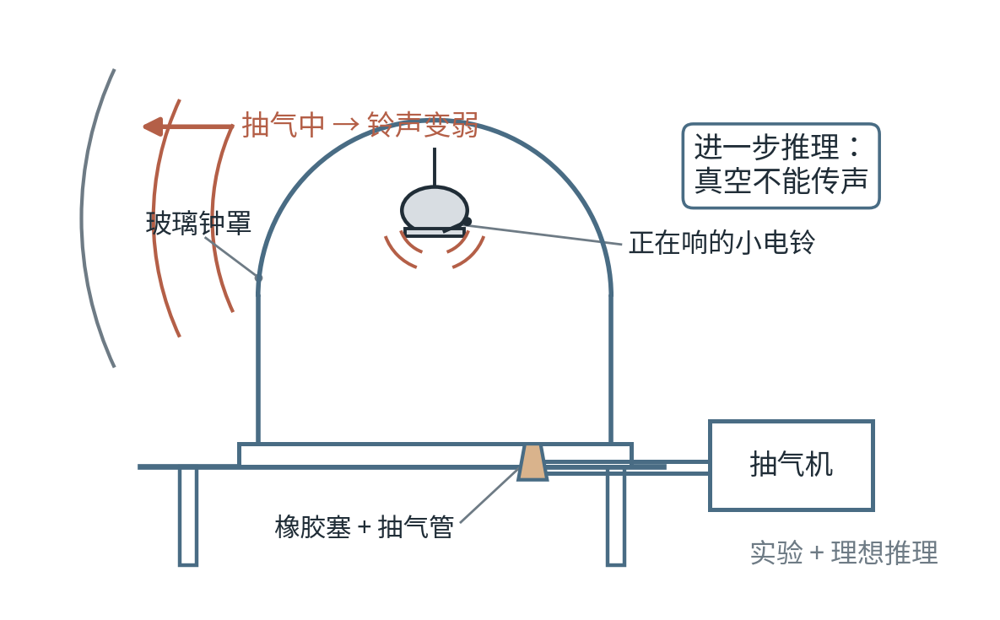 抽气中 → 铃声变弱
进一步推理：
真空不能传声
玻璃钟罩
正在响的小电铃
抽气机
橡胶塞 + 抽气管
实验 + 理想推理